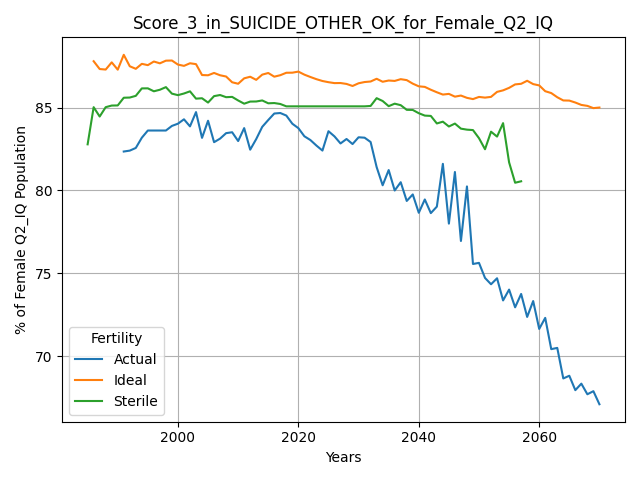 Score_3_in_SUICIDE_OTHER_OK_for_Female_Q2_IQ
% of Female Q2_IQ Population
85
80
75
70
Fertility
Actual
Ideal
Sterile
2000 2020 2040 2060
Years